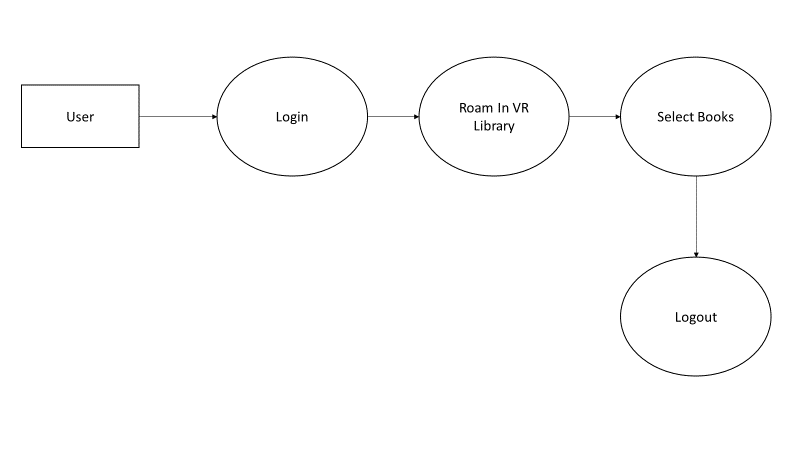 User
Login
Roam In VR
Library
Select Books
Logout